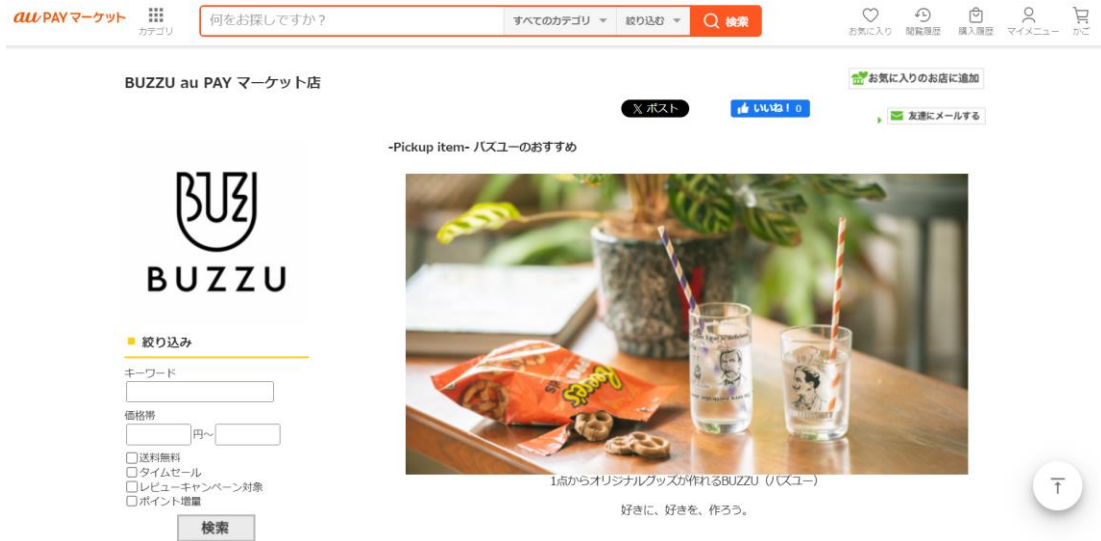 au PAY マーケット
カテゴリ
何をお探しですか？
すべてのカテゴリ
絞り込む
検索
お気に入り
閲覧履歴
購入履歴
マイメニュー
かご
BUZZU au PAY マーケット店
お気に入りのお店に追加
ポスト
いいね！ 0
友達にメールする
BUZZU
-Pickup item- バズユーのおすすめ
Reese's
絞り込み
キーワード
価格帯
円～
送料無料
タイムセール
レビューキャンペーン対象
ポイント増量
検索
1点からオリジナルグッズが作れるBUZZU（バズユー）
好きに、好きを、作ろう。